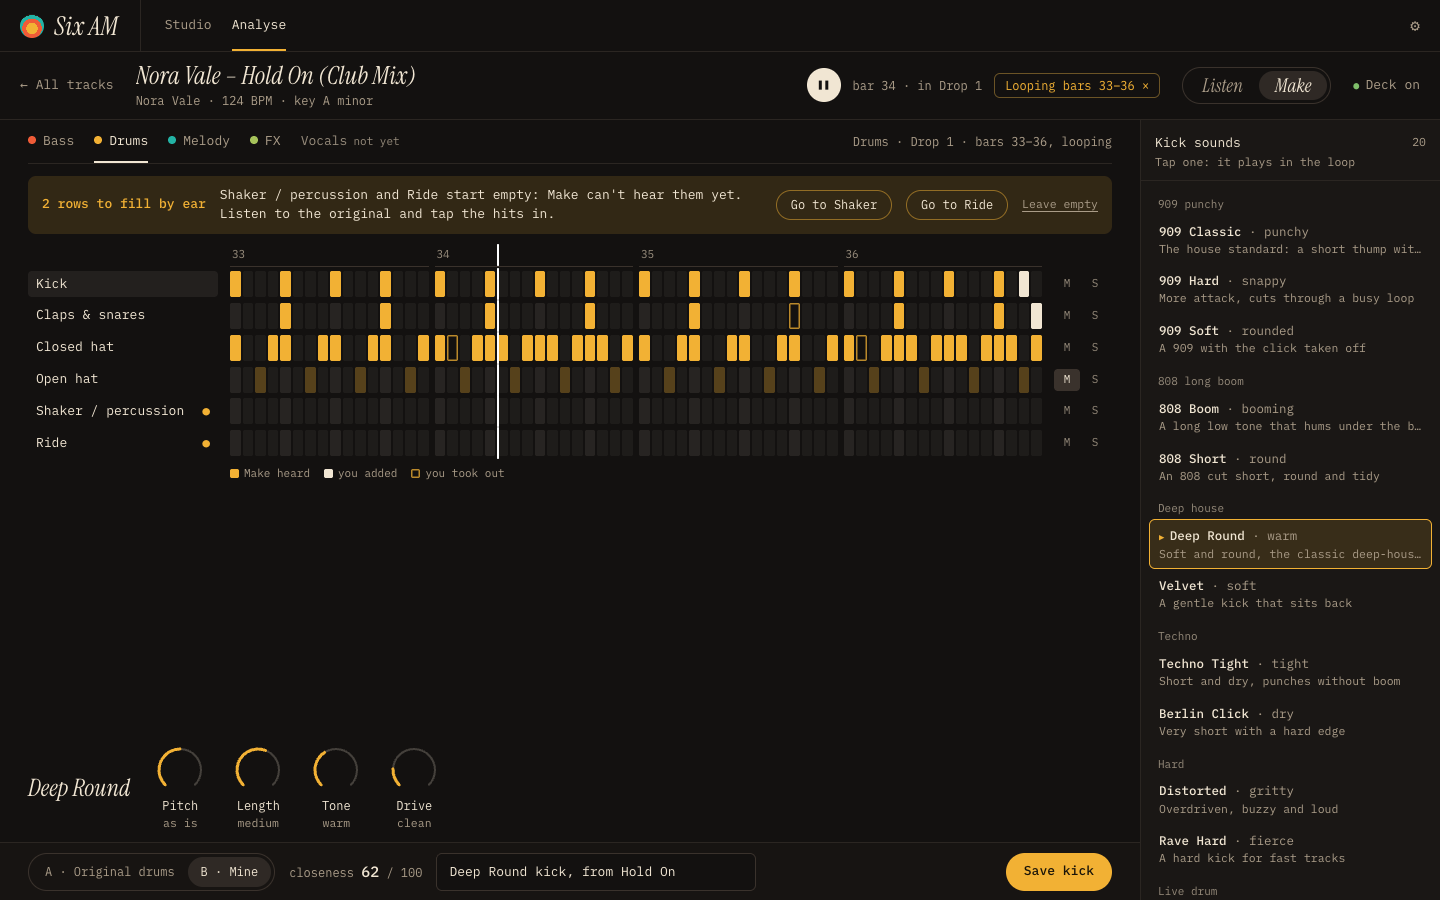 Six AM
Studio
Analyse
⚙
← All tracks
Nora Vale – Hold On (Club Mix)
Nora Vale · 124 BPM · key A minor
bar 34 · in Drop 1
Looping bars 33–36 ×
Listen
Make
Deck on
Bass
Drums
Melody
FX
Vocals not yet
Drums · Drop 1 · bars 33–36, looping
2 rows to fill by ear
Shaker / percussion and Ride start empty: Make can't hear them yet.
Listen to the original and tap the hits in.
Go to Shaker
Go to Ride
Leave empty
33
34
35
36
Kick
M S
Claps & snares
M S
Closed hat
M S
Open hat
M S
Shaker / percussion
M S
Ride
M S
Make heard
you added
you took out
Deep Round
Pitch
as is
Length
medium
Tone
warm
Drive
clean
A · Original drums
B · Mine
closeness 62 / 100
Deep Round kick, from Hold On
Save kick
Kick sounds
20
Tap one: it plays in the loop
909 punchy
909 Classic · punchy
The house standard: a short thump wit…
909 Hard · snappy
More attack, cuts through a busy loop
909 Soft · rounded
A 909 with the click taken off
808 long boom
808 Boom · booming
A long low tone that hums under the b…
808 Short · round
An 808 cut short, round and tidy
Deep house
▶ Deep Round · warm
Soft and round, the classic deep-hous…
Velvet · soft
A gentle kick that sits back
Techno
Techno Tight · tight
Short and dry, punches without boom
Berlin Click · dry
Very short with a hard edge
Hard
Distorted · gritty
Overdriven, buzzy and loud
Rave Hard · fierce
A hard kick for fast tracks
Live drum